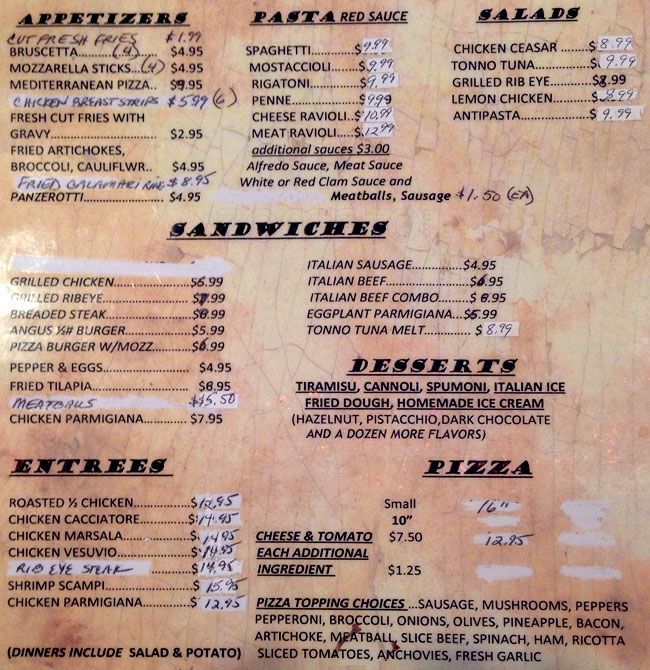 APPETIZERS
CUT FRESH FRIES $1.99
BRUSCETTA.......(4) $4.95
MOZZARELLA STICKS...(4) $4.95
MEDITERRANEAN PIZZA.. $9.95
CHICKEN BREAST STRIPS $5.99 (6)
FRESH CUT FRIES WITH
GRAVY.......................... $2.95
FRIED ARTICHOKES,
BROCCOLI, CAULIFLWR.. $4.95
FRIED CALAMARI RING $8.95
PANZEROTTI.................... $4.95
PASTA RED SAUCE
SPAGHETTI..........$9.99
MOSTACCIOLI......$9.99
RIGATONI............$9.99
PENNE................$9.99
CHEESE RAVIOLI..$10.99
MEAT RAVIOLI.....$12.99
additional sauces $3.00
Alfredo Sauce, Meat Sauce
White or Red Clam Sauce and
Meatballs, Sausage $1.50 (EA)
SALADS
CHICKEN CEASAR .......$8.99
TONNO TUNA.............$9.99
GRILLED RIB EYE..........$8.99
LEMON CHICKEN.........$8.99
ANTIPASTA..................$9.99
SANDWICHES
GRILLED CHICKEN.................$6.99
GRILLED RIBEYE...................$7.99
BREADED STEAK...................$6.99
ANGUS ½# BURGER.............$5.99
PIZZA BURGER W/MOZZ......$6.99
PEPPER & EGGS...................$4.95
FRIED TILAPIA.....................$6.95
MEATBALLS $5.50
CHICKEN PARMIGIANA..........$7.95
ITALIAN SAUSAGE...............$4.95
ITALIAN BEEF.....................$6.95
ITALIAN BEEF COMBO........$6.95
EGGPLANT PARMIGIANA...$5.99
TONNO TUNA MELT...........$8.99
DESSERTS
TIRAMISU, CANNOLI, SPUMONI, ITALIAN ICE
FRIED DOUGH, HOMEMADE ICE CREAM
(HAZELNUT, PISTACCHIO,DARK CHOCOLATE
AND A DOZEN MORE FLAVORS)
ENTREES
ROASTED ½ CHICKEN.............$12.95
CHICKEN CACCIATORE............$14.95
CHICKEN MARSALA...............$14.95
CHICKEN VESUVIO................$14.95
RIB EYE STEAK $14.95
SHRIMP SCAMPI...................$15.95
CHICKEN PARMIGIANA..........$12.95
(DINNERS INCLUDE SALAD & POTATO)
PIZZA
Small 16"
10"
CHEESE & TOMATO $7.50 12.95
EACH ADDITIONAL
INGREDIENT $1.25
PIZZA TOPPING CHOICES ...SAUSAGE, MUSHROOMS, PEPPERS
PEPPERONI, BROCCOLI, ONIONS, OLIVES, PINEAPPLE, BACON,
ARTICHOKE, MEATBALL, SLICE BEEF, SPINACH, HAM, RICOTTA
SLICED TOMATOES, ANCHOVIES, FRESH GARLIC